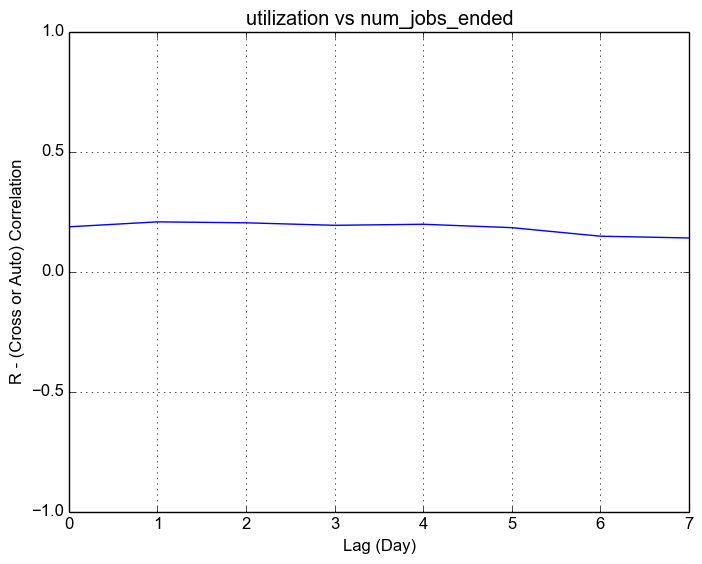 utilization vs num_jobs_ended
1.0
0.5
0.0
−0.5
−1.0
R - (Cross or Auto) Correlation
0 1 2 3 4 5 6 7
Lag (Day)